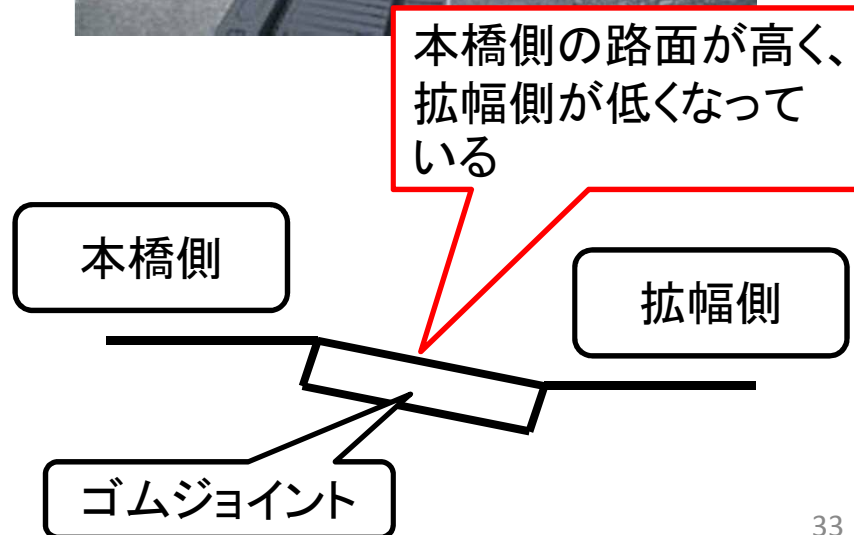 本橋側の路面が高く、
拡幅側が低くなって
いる
本橋側
拡幅側
ゴムジョイント
33